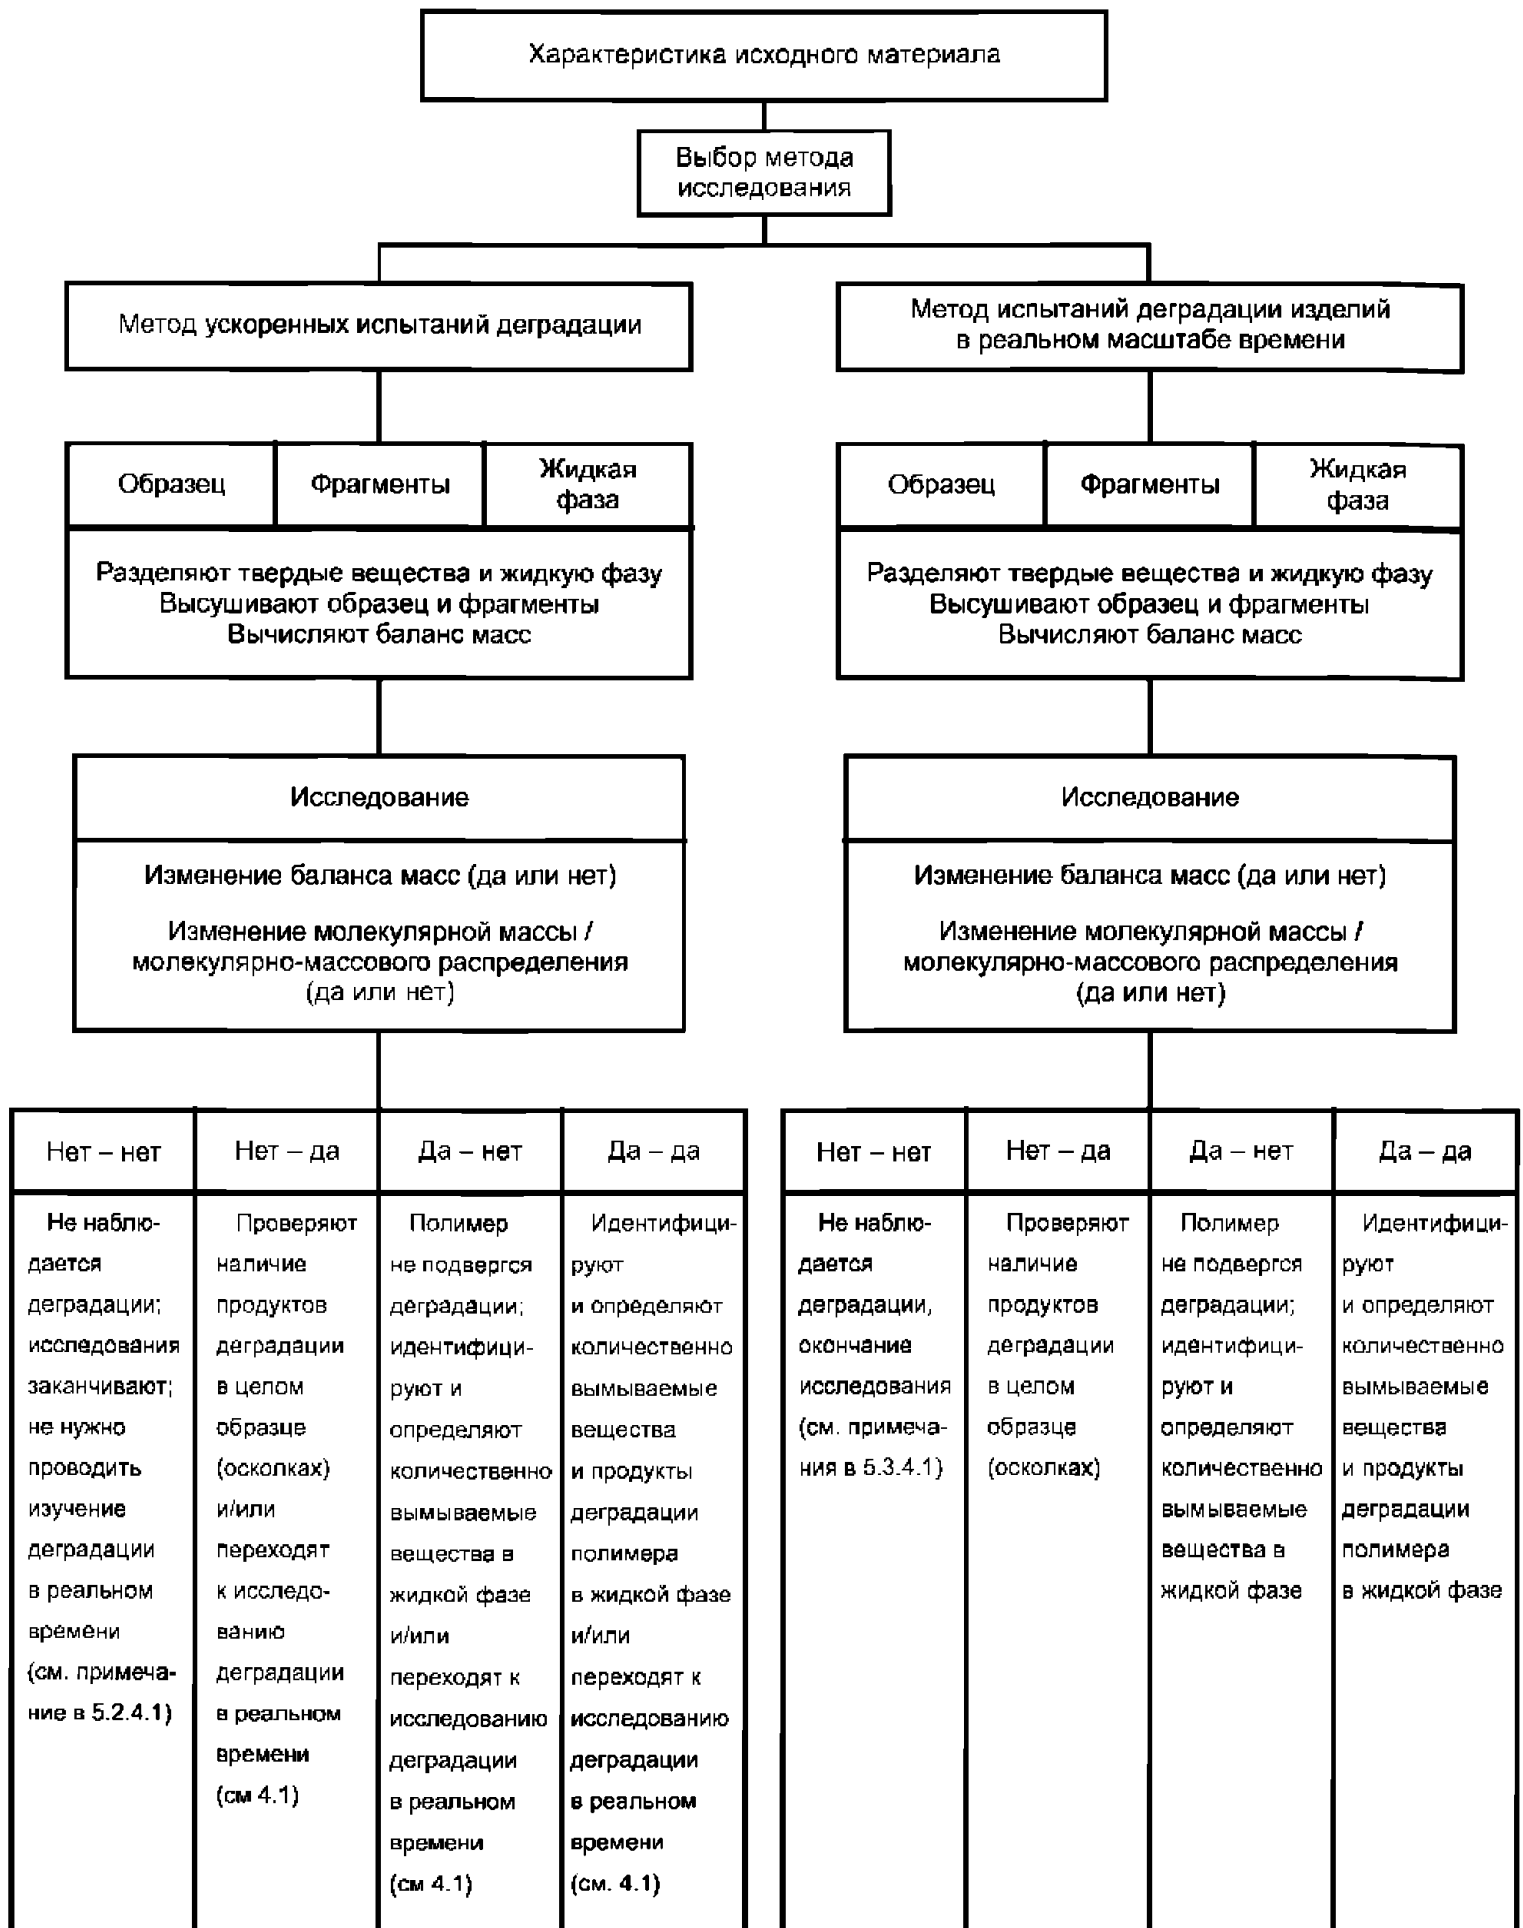 Характеристика исходного материала
Выбор метода
исследования
Метод ускоренных испытаний деградации
Образец
Фрагменты
Жидкая
фаза
Разделяют твердые вещества и жидкую фазу
Высушивают образец и фрагменты
Вычисляют баланс масс
Исследование
Изменение баланса масс (да или нет)
Изменение молекулярной массы /
молекулярно-массового распределения
(да или нет)
Нет – нет
Не наблю-
дается
деградации;
исследования
заканчивают;
не нужно
проводить
изучение
деградации
в реальном
времени
(см. примеча-
ние в 5.2.4.1)
Нет – да
Проверяют
наличие
продуктов
деградации
в целом
образце
(осколках)
и/или
переходят
к исследо-
ванию
деградации
в реальном
времени
(см 4.1)
Да – нет
Полимер
не подвергся
деградации;
идентифици-
руют и
определяют
количественно
вымываемые
вещества в
жидкой фазе
и/или
переходят к
исследованию
деградации
в реальном
времени
(см 4.1)
Да – да
Идентифици-
руют
и определяют
количественно
вымываемые
вещества
и продукты
деградации
полимера
в жидкой фазе
и/или
переходят к
исследованию
деградации
в реальном
времени
(см. 4.1)
Метод испытаний деградации изделий
в реальном масштабе времени
Образец
Фрагменты
Жидкая
фаза
Разделяют твердые вещества и жидкую фазу
Высушивают образец и фрагменты
Вычисляют баланс масс
Исследование
Изменение баланса масс (да или нет)
Изменение молекулярной массы /
молекулярно-массового распределения
(да или нет)
Нет – нет
Не наблю-
дается
деградации,
окончание
исследования
(см. примеча-
ния в 5.3.4.1)
Нет – да
Проверяют
наличие
продуктов
деградации
в целом
образце
(осколках)
Да – нет
Полимер
не подвергся
деградации;
идентифици-
руют и
определяют
количественно
вымываемые
вещества в
жидкой фазе
Да – да
Идентифици-
руют
и определяют
количественно
вымываемые
вещества
и продукты
деградации
полимера
в жидкой фазе